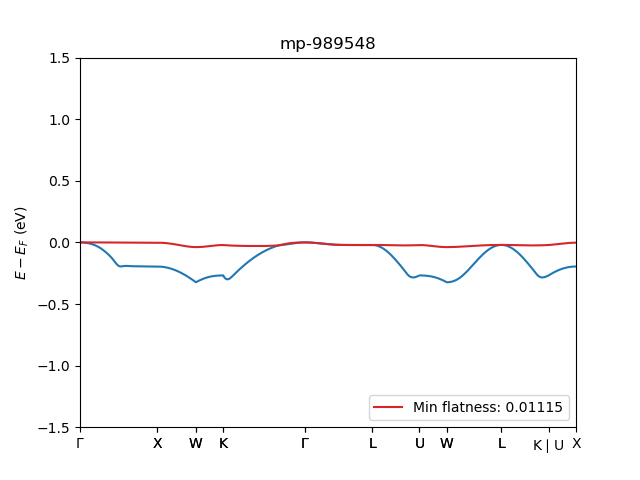 mp-989548
1.5
1.0
0.5
0.0
−0.5
−1.0
−1.5
E − E_F (eV)
Min flatness: 0.01115
Γ X W K Γ L U W L K | U X